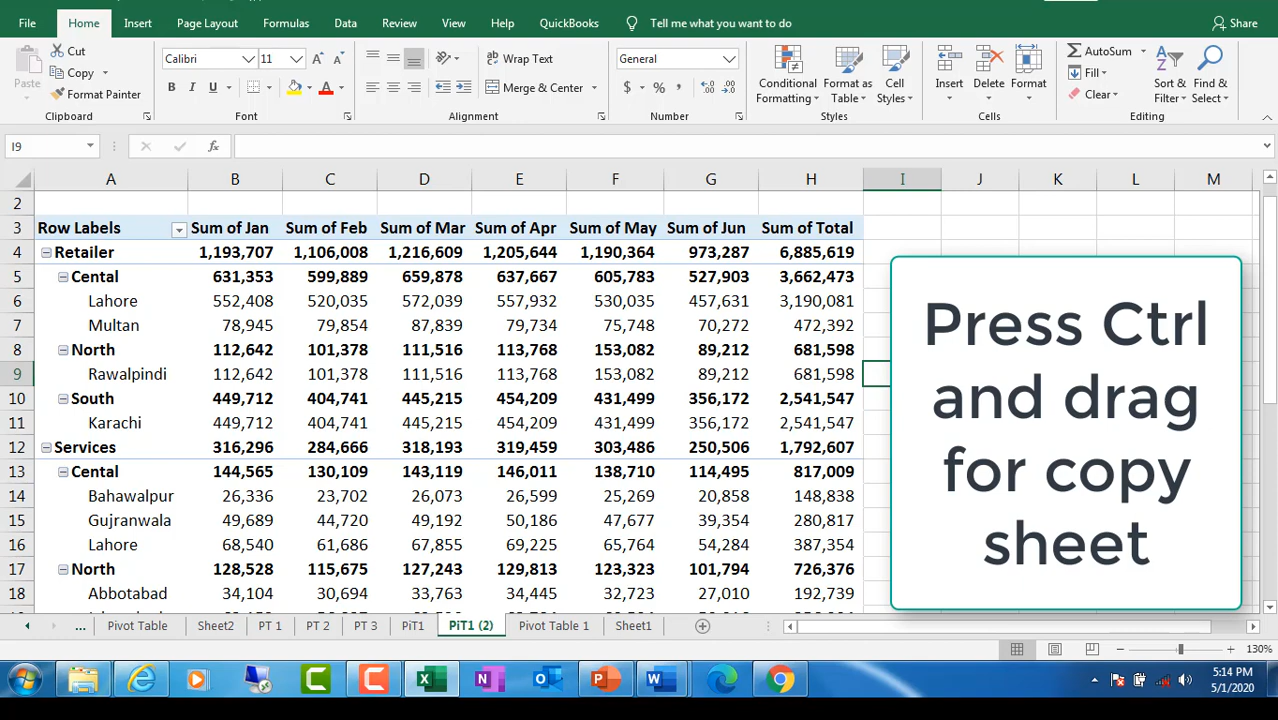 File Home Insert Page Layout Formulas Data Review View Help QuickBooks Tell me what you want to do Share
Cut
Copy
Format Painter
Paste
Clipboard
Calibri 11
B I U
Font
Wrap Text
Merge & Center
Alignment
General
$ % ,
Number
Conditional Formatting
Format as Table
Cell Styles
Styles
Insert
Delete
Format
Cells
AutoSum
Fill
Clear
Sort & Filter
Find & Select
Editing
I9 fx
A B C D E F G H I J K L M
2
3 Row Labels Sum of Jan Sum of Feb Sum of Mar Sum of Apr Sum of May Sum of Jun Sum of Total
4 Retailer 1,193,707 1,106,008 1,216,609 1,205,644 1,190,364 973,287 6,885,619
5 Cental 631,353 599,889 659,878 637,667 605,783 527,903 3,662,473
6 Lahore 552,408 520,035 572,039 557,932 530,035 457,631 3,190,081
7 Multan 78,945 79,854 87,839 79,734 75,748 70,272 472,392
8 North 112,642 101,378 111,516 113,768 153,082 89,212 681,598
9 Rawalpindi 112,642 101,378 111,516 113,768 153,082 89,212 681,598
10 South 449,712 404,741 445,215 454,209 431,499 356,172 2,541,547
11 Karachi 449,712 404,741 445,215 454,209 431,499 356,172 2,541,547
12 Services 316,296 284,666 318,193 319,459 303,486 250,506 1,792,607
13 Cental 144,565 130,109 143,119 146,011 138,710 114,495 817,009
14 Bahawalpur 26,336 23,702 26,073 26,599 25,269 20,858 148,838
15 Gujranwala 49,689 44,720 49,192 50,186 47,677 39,354 280,817
16 Lahore 68,540 61,686 67,855 69,225 65,764 54,284 387,354
17 North 128,528 115,675 127,243 129,813 123,323 101,794 726,376
18 Abbotabad 34,104 30,694 33,763 34,445 32,723 27,010 192,739
Press Ctrl
and drag
for copy
sheet
... Pivot Table Sheet2 PT 1 PT 2 PT 3 PiT1 PiT1 (2) Pivot Table 1 Sheet1
130%
5:14 PM
5/1/2020